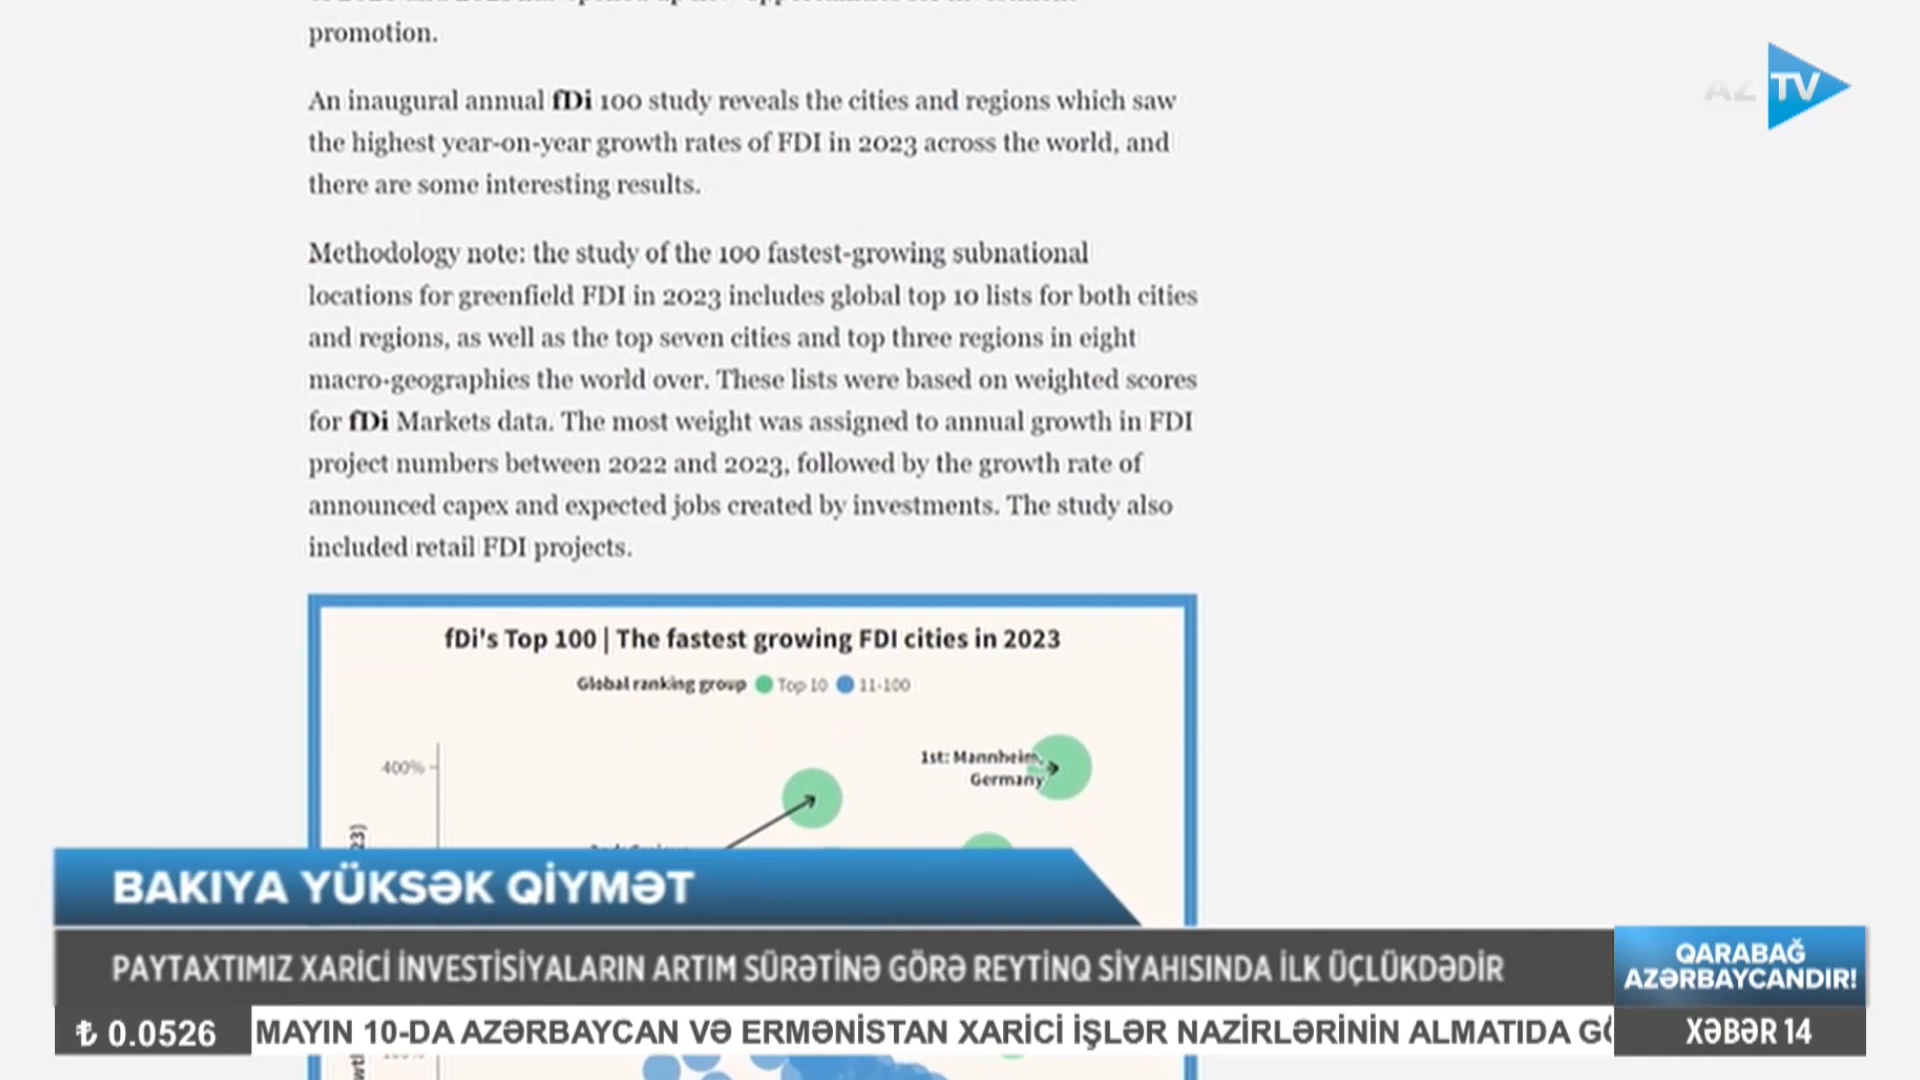 promotion.
An inaugural annual fDi 100 study reveals the cities and regions which saw
the highest year-on-year growth rates of FDI in 2023 across the world, and
there are some interesting results.
Methodology note: the study of the 100 fastest-growing subnational
locations for greenfield FDI in 2023 includes global top 10 lists for both cities
and regions, as well as the top seven cities and top three regions in eight
macro-geographies the world over. These lists were based on weighted scores
for fDi Markets data. The most weight was assigned to annual growth in FDI
project numbers between 2022 and 2023, followed by the growth rate of
announced capex and expected jobs created by investments. The study also
included retail FDI projects.
fDi's Top 100 | The fastest growing FDI cities in 2023
Global ranking group Top 10 11-100
1st: Mannheim,
Germany
400%
AZTV
BAKIYA YÜKSƏK QİYMƏT
PAYTAXTIMIZ XARİCİ İNVESTİSİYALARIN ARTIM SÜRƏTİNƏ GÖRƏ REYTİNQ SİYAHISINDA İLK ÜÇLÜKDƏDİR
QARABAĞ
AZƏRBAYCANDIR!
₺ 0.0526
MAYIN 10-DA AZƏRBAYCAN VƏ ERMƏNİSTAN XARİCİ İŞLƏR NAZİRLƏRİNİN ALMATIDA
XƏBƏR 14